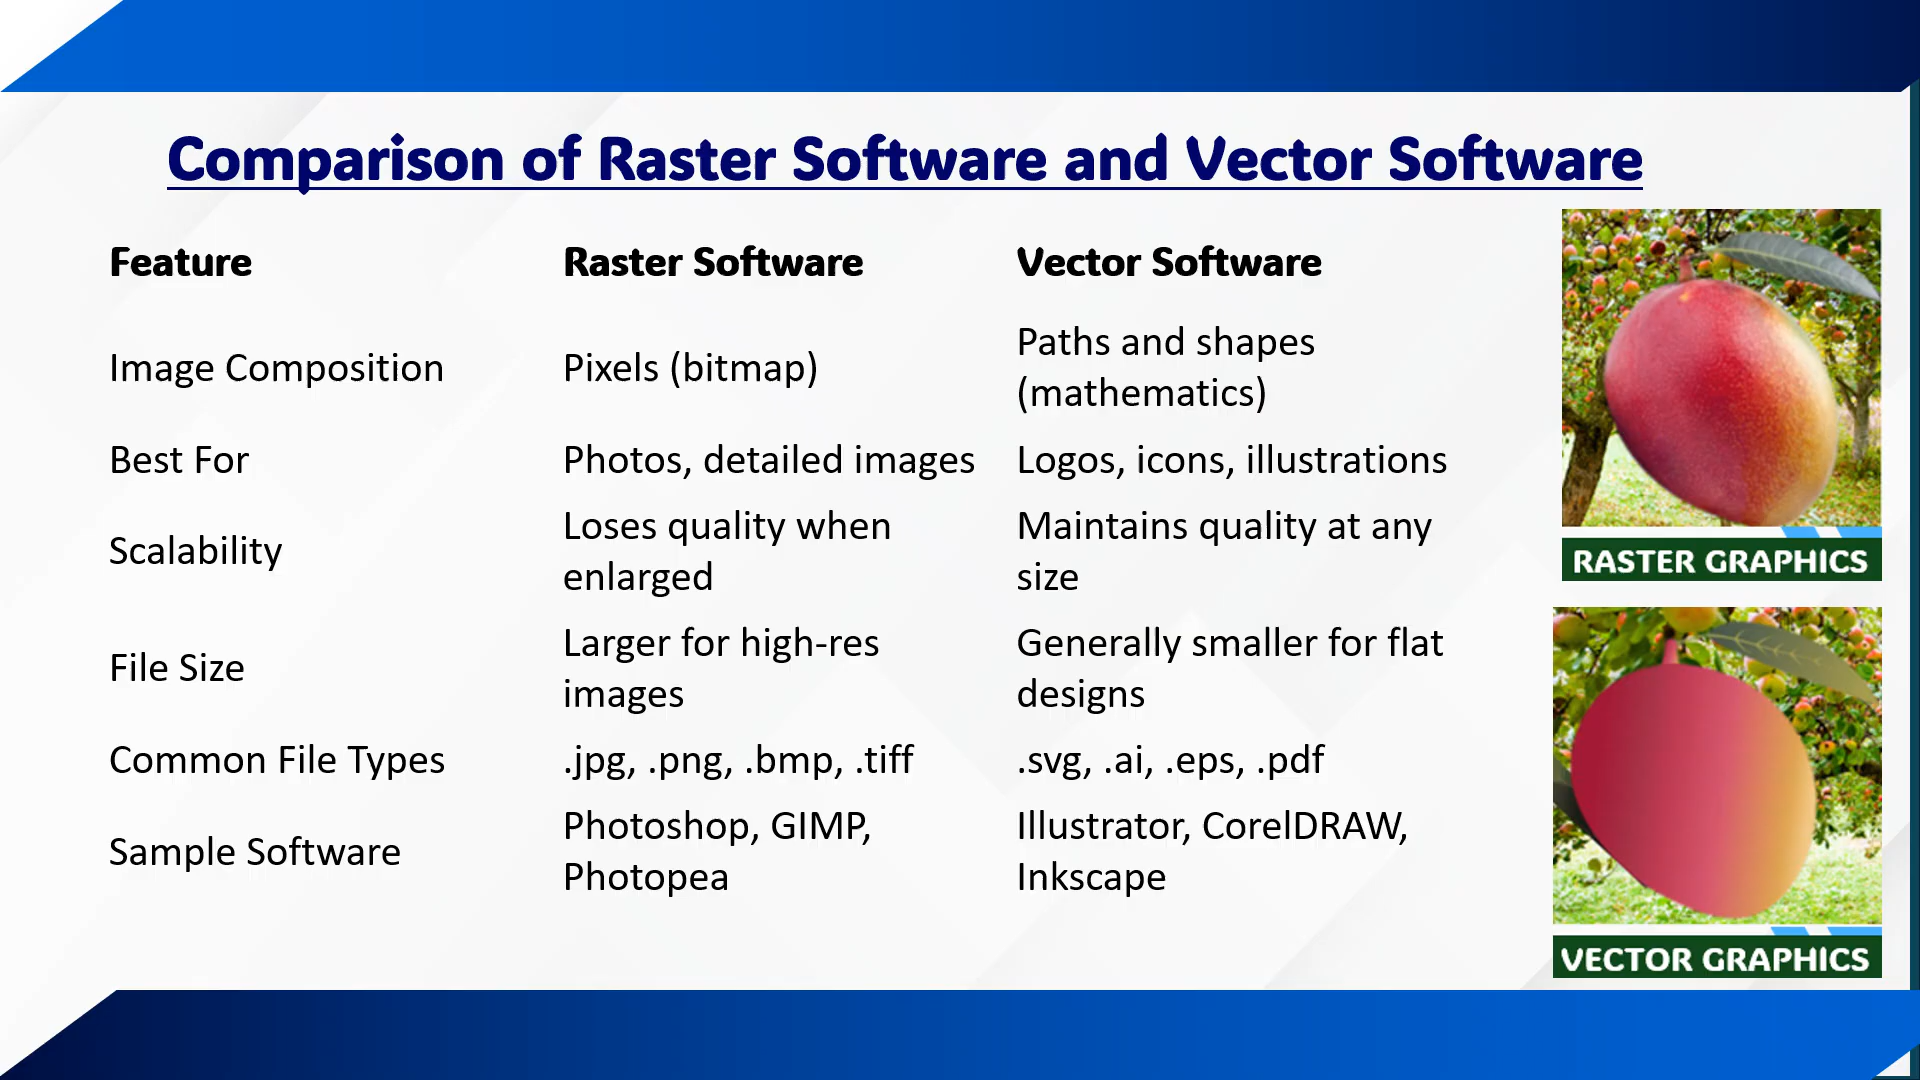 Comparison of Raster Software and Vector Software
Feature
Raster Software
Vector Software
Image Composition
Pixels (bitmap)
Paths and shapes
(mathematics)
Best For
Photos, detailed images
Logos, icons, illustrations
Scalability
Loses quality when
enlarged
Maintains quality at any
size
File Size
Larger for high-res
images
Generally smaller for flat
designs
Common File Types
.jpg, .png, .bmp, .tiff
.svg, .ai, .eps, .pdf
Sample Software
Photoshop, GIMP,
Photopea
Illustrator, CorelDRAW,
Inkscape
RASTER GRAPHICS
VECTOR GRAPHICS